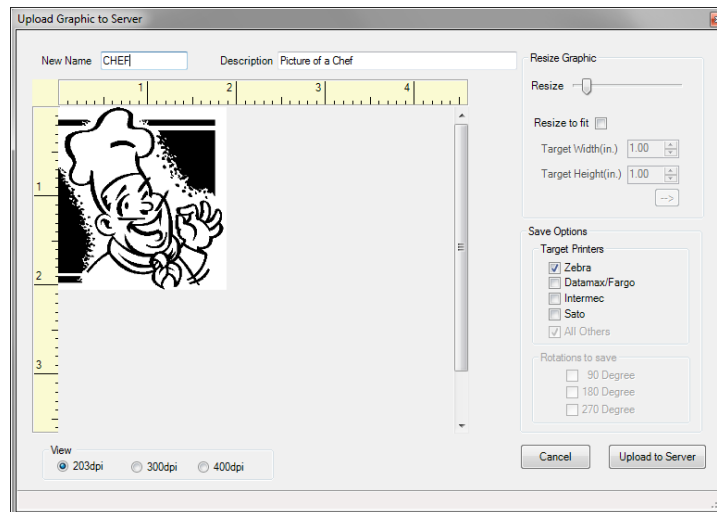 Upload Graphic to Server
New Name CHEF Description Picture of a Chef
1 2 3 4
1
2
3
Resize Graphic
Resize
Resize to fit
Target Width(in.) 1.00
Target Height(in.) 1.00
-->
Save Options
Target Printers
Zebra
Datamax/Fargo
Intermec
Sato
All Others
Rotations to save
90 Degree
180 Degree
270 Degree
View
203dpi 300dpi 400dpi
Cancel Upload to Server